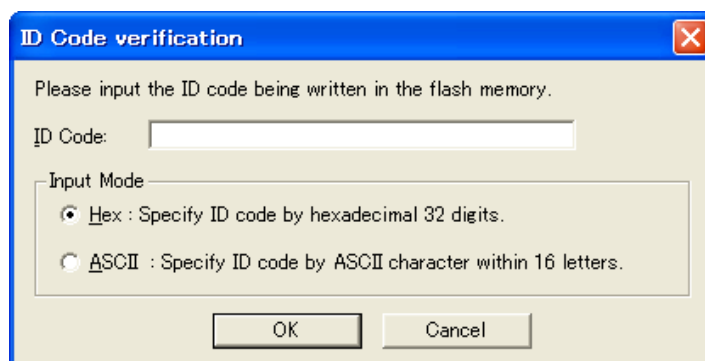 ID Code verification
Please input the ID code being written in the flash memory.
ID Code:
Input Mode
Hex : Specify ID code by hexadecimal 32 digits.
ASCII : Specify ID code by ASCII character within 16 letters.
OK Cancel